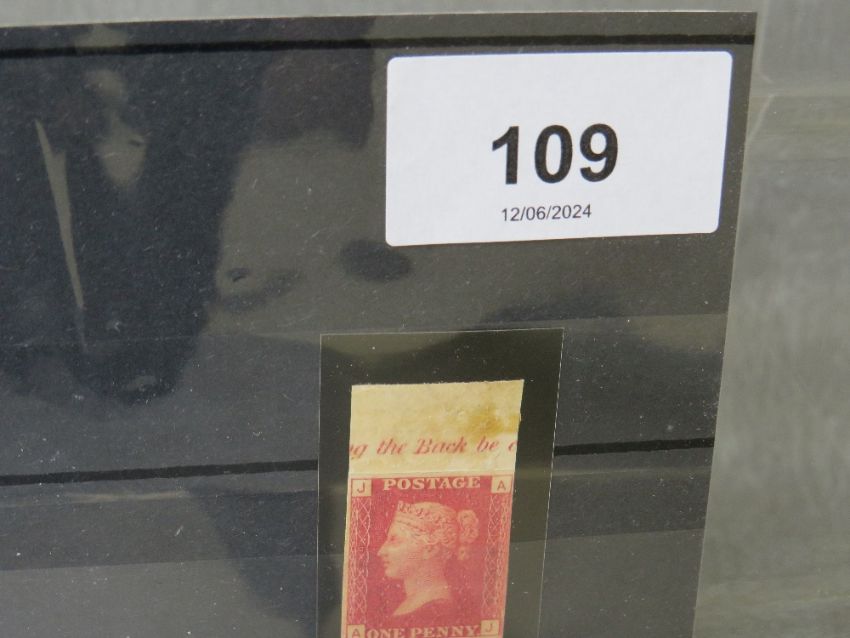 109
12/06/2024
the Back be
J POSTAGE A
A ONE PENNY J